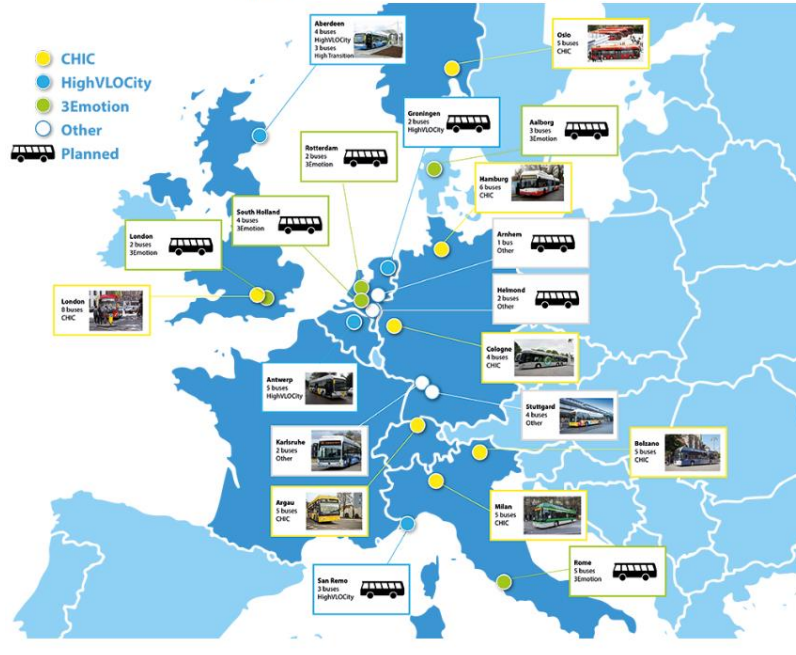 CHIC
HighVLOCity
3Emotion
Other
Planned
Aberdeen
4 buses
HighVLOCity
3 buses
High Transition
Oslo
5 buses
CHIC
Groningen
2 buses
HighVLOCity
Aalborg
3 buses
3Emotion
Rotterdam
2 buses
3Emotion
Hamburg
6 buses
CHIC
South Holland
4 buses
3Emotion
London
2 buses
3Emotion
Arnhem
1 bus
Other
Helmond
2 buses
Other
London
8 buses
CHIC
Cologne
4 buses
CHIC
Antwerp
5 buses
HighVLOCity
Stuttgard
4 buses
Other
Karlsruhe
2 buses
Other
Bolzano
5 buses
CHIC
Argau
5 buses
CHIC
Milan
5 buses
CHIC
San Remo
3 buses
HighVLOCity
Rome
5 buses
3Emotion